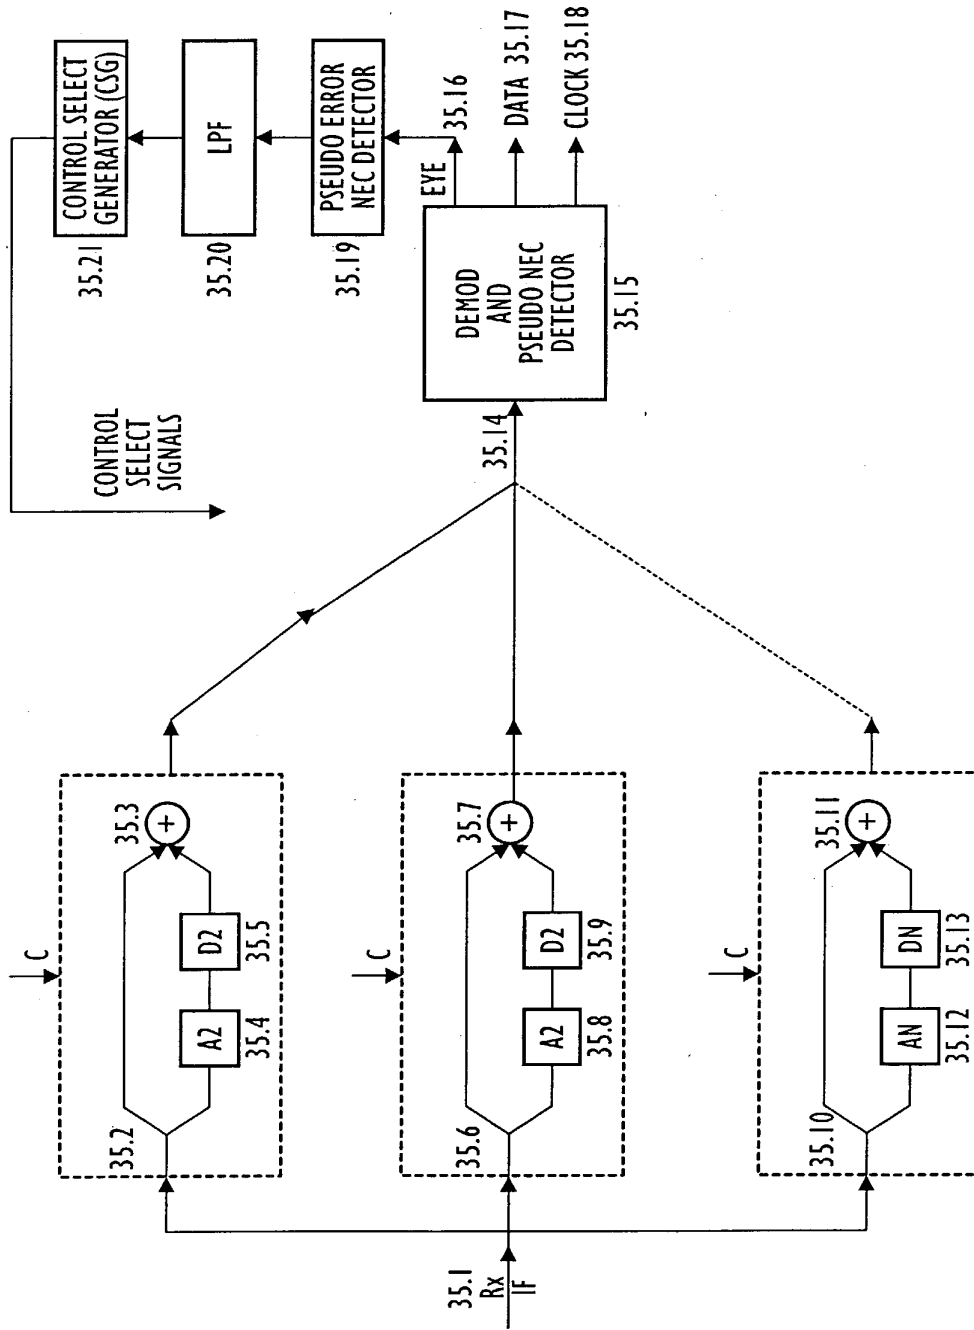 CONTROL SELECT
GENERATOR (CSG)
35.21
LPF
35.20
PSEUDO ERROR
NEC DETECTOR
35.19
CONTROL
SELECT
SIGNALS
EYE
35.16
DATA 35.17
CLOCK 35.18
DEMOD
AND
PSEUDO NEC
DETECTOR
35.15
35.14
C
35.2
35.3
A2
35.4
D2
35.5
C
35.6
35.7
A2
35.8
D2
35.9
C
35.10
35.11
AN
35.12
DN
35.13
35.1
Rx
IF